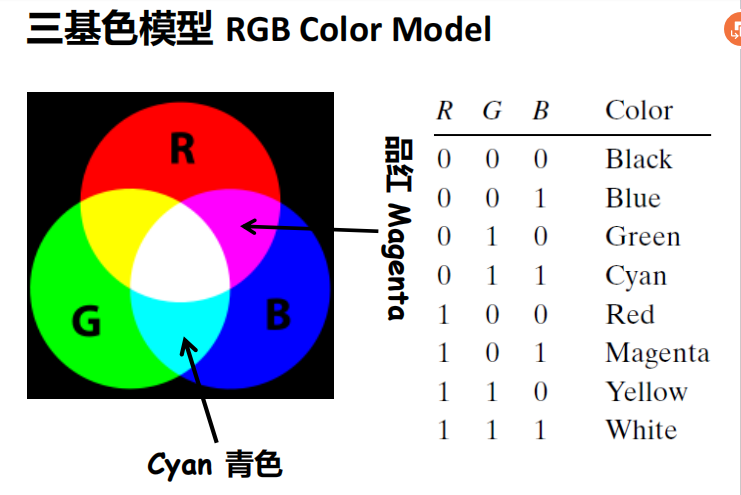 三基色模型 RGB Color Model
R
G
B
品红 Magenta
Cyan 青色
R G B Color
0 0 0 Black
0 0 1 Blue
0 1 0 Green
0 1 1 Cyan
1 0 0 Red
1 0 1 Magenta
1 1 0 Yellow
1 1 1 White